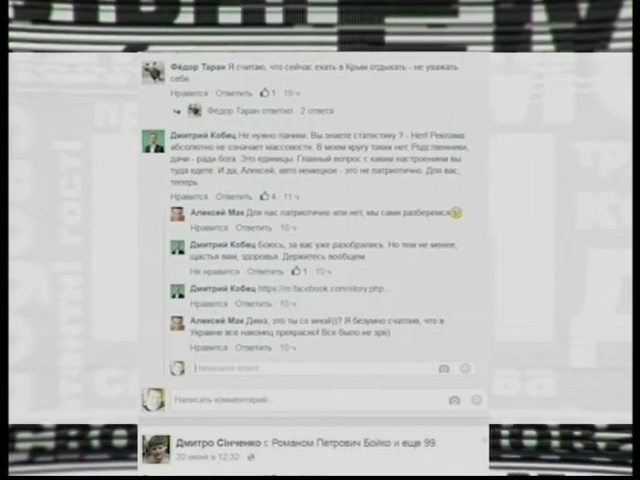 Фёдор Таран Я считаю, что сейчас ехать в Крым отдыхать - не уважать
себя.
Нравится · Ответить · 1 · 10 ч
Фёдор Таран ответил · 2 ответа
Дмитрий Кобец Не нужно паники. Вы знаете статистику ? - Нет! Реклама
абсолютно не означает массовости. В моем кругу таких нет. Родственники,
дачи - ради бога. Это единицы. Главный вопрос с каким настроением вы
туда едете. И да, Алексей, авто немецкое - это не патриотично. Для вас,
теперь.
Нравится · Ответить · 4 · 11 ч
Алексей Мак Для нас патриотично или нет, мы сами разберемся
Нравится · Ответить · 10 ч
Дмитрий Кобец Боюсь, за вас уже разобрались. Но тем не менее,
щастья вам, здоровья. Держитесь вообщем.
Не нравится · Ответить · 1 · 10 ч
Дмитрий Кобец https://m.facebook.com/story.php...
Нравится · Ответить · 10 ч
Алексей Мак Дима, это ты со мной))? Я безумно счатлив, что в
Украине все наконец прекрасно! Все было не зря)
Нравится · Ответить · 10 ч
Напишите ответ...
Написать комментарий...
Дмитро Сінченко с Романом Петрович Бойко и еще 99.
20 июня в 12:32